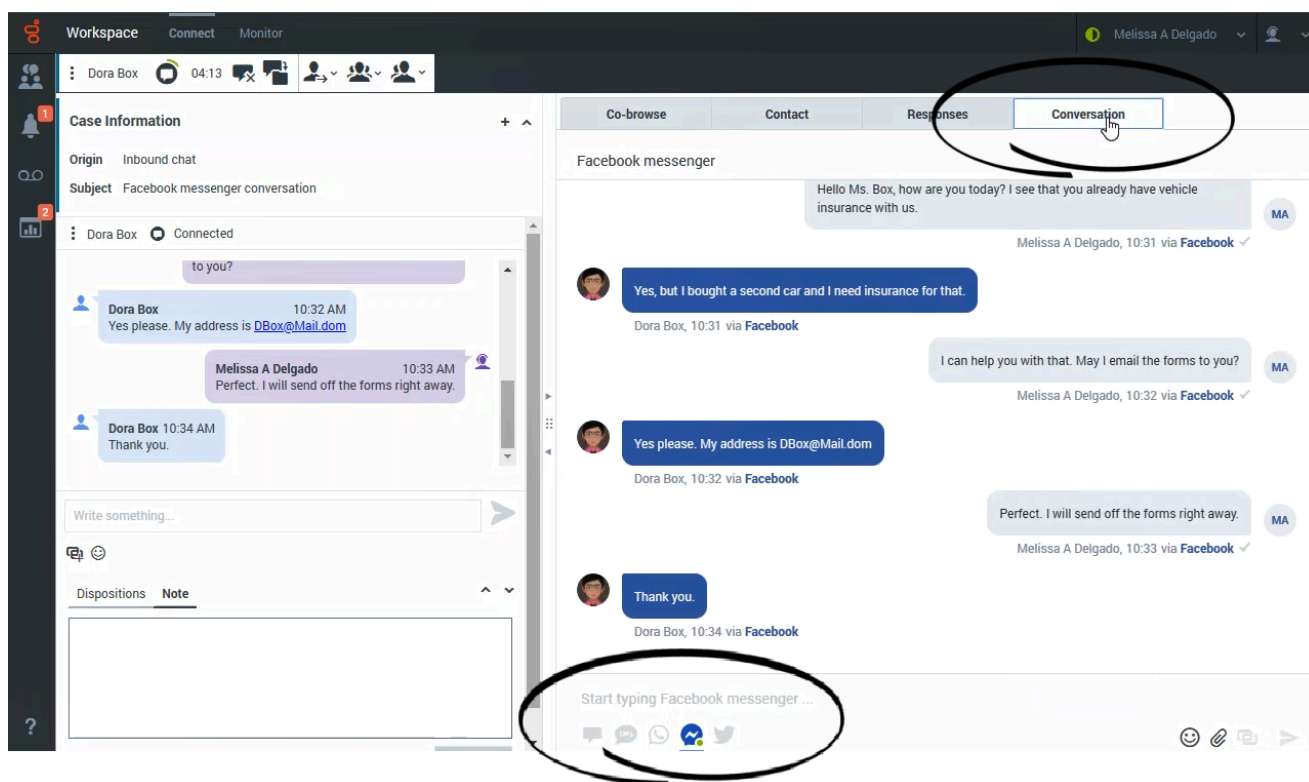 Workspace Connect Monitor Melissa A Delgado
Dora Box 04:13
1
2
Case Information
Origin Inbound chat
Subject Facebook messenger conversation
Dora Box Connected
to you?
Dora Box 10:32 AM
Yes please. My address is DBox@Mail.dom
Melissa A Delgado 10:33 AM
Perfect. I will send off the forms right away.
Dora Box 10:34 AM
Thank you.
Write something...
Dispositions Note
?
Co-browse Contact Responses Conversation
Facebook messenger
Hello Ms. Box, how are you today? I see that you already have vehicle
insurance with us.
MA
Melissa A Delgado, 10:31 via Facebook
Yes, but I bought a second car and I need insurance for that.
Dora Box, 10:31 via Facebook
I can help you with that. May I email the forms to you?
MA
Melissa A Delgado, 10:32 via Facebook
Yes please. My address is DBox@Mail.dom
Dora Box, 10:32 via Facebook
Perfect. I will send off the forms right away.
MA
Melissa A Delgado, 10:33 via Facebook
Thank you.
Dora Box, 10:34 via Facebook
Start typing Facebook messenger ...
SMS